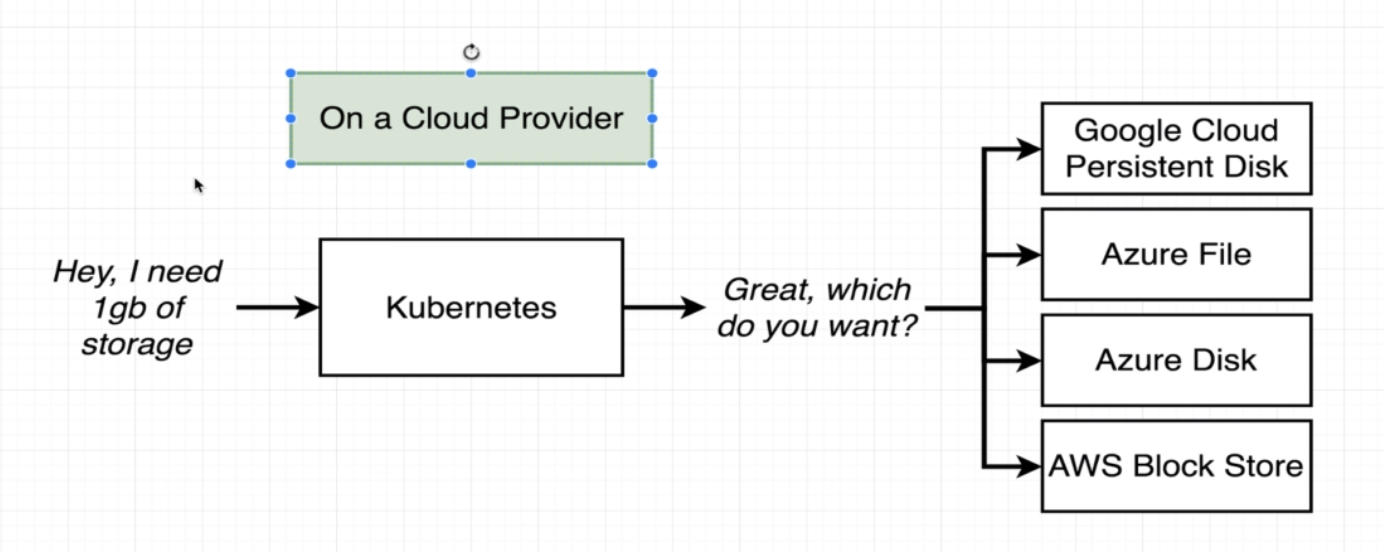 On a Cloud Provider
Hey, I need
1gb of
storage
Kubernetes
Great, which
do you want?
Google Cloud
Persistent Disk
Azure File
Azure Disk
AWS Block Store